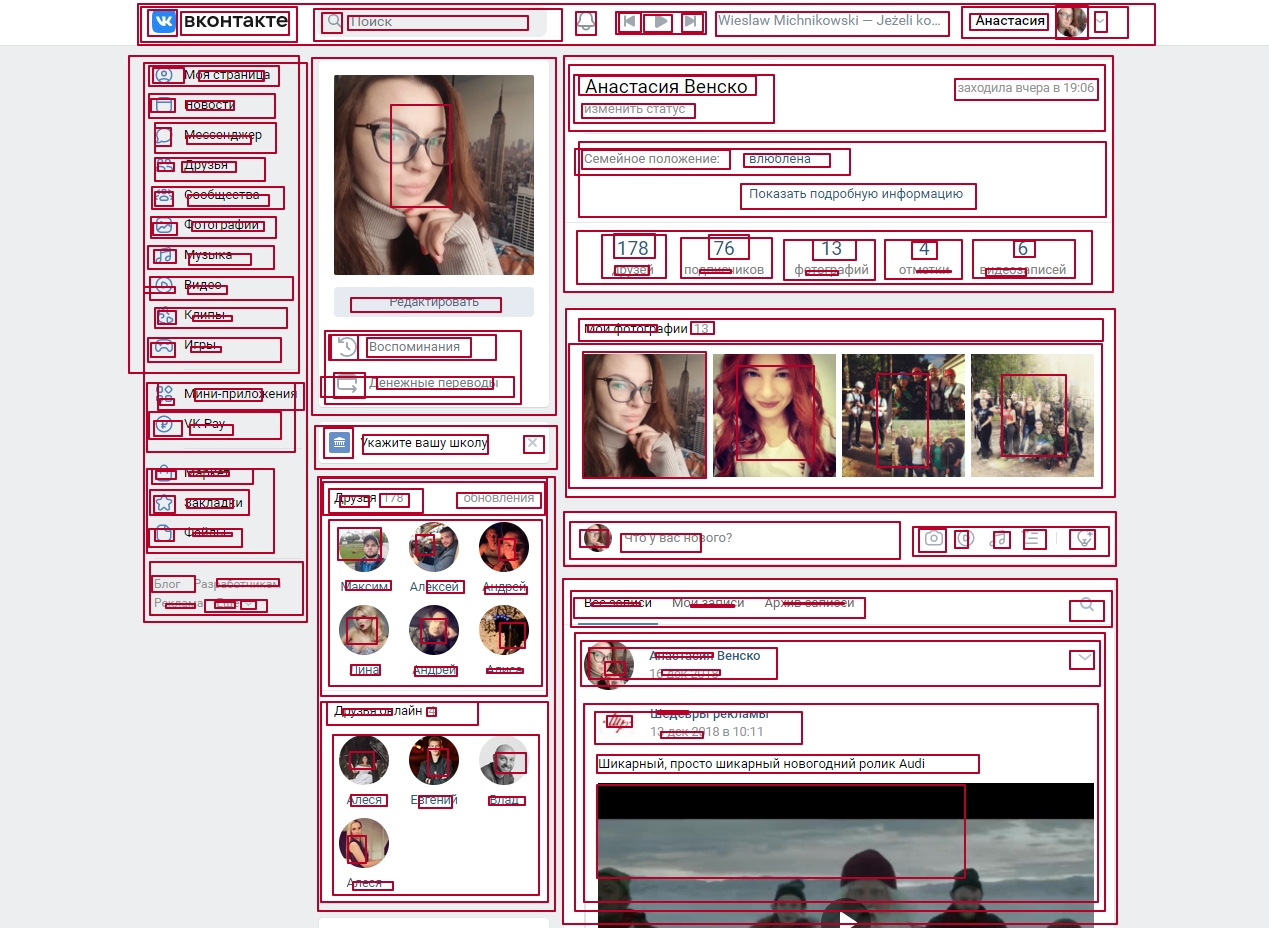 ВКОНТАКТЕ
Поиск
Wieslaw Michnikowski — Jeżeli ko...
Анастасия
Моя страница
Новости
Мессенджер
Друзья
Сообщества
Фотографии
Музыка
Видео
Клипы
Игры
Мини-приложения
VK Pay
Маркет
Закладки
Файлы
Блог Разработчикам
Реклама Ещё
Редактировать
Воспоминания
Денежные переводы
Укажите вашу школу
Друзья 178 обновления
Максим Алексей Андрей
Лина Андрей Алиса
Друзья онлайн 4
Алеся Евгений Влад
Алеся
Анастасия Венско
заходила вчера в 19:06
изменить статус
Семейное положение: влюблена
Показать подробную информацию
178 76 13 4 6
друзей подписчиков фотографий отметки видеозаписей
Мои фотографии 13
Что у вас нового?
Все записи Мои записи Архив записей
Анастасия Венско
16 дек 2018
Шедевры рекламы
13 дек 2018 в 10:11
Шикарный, просто шикарный новогодний ролик Audi